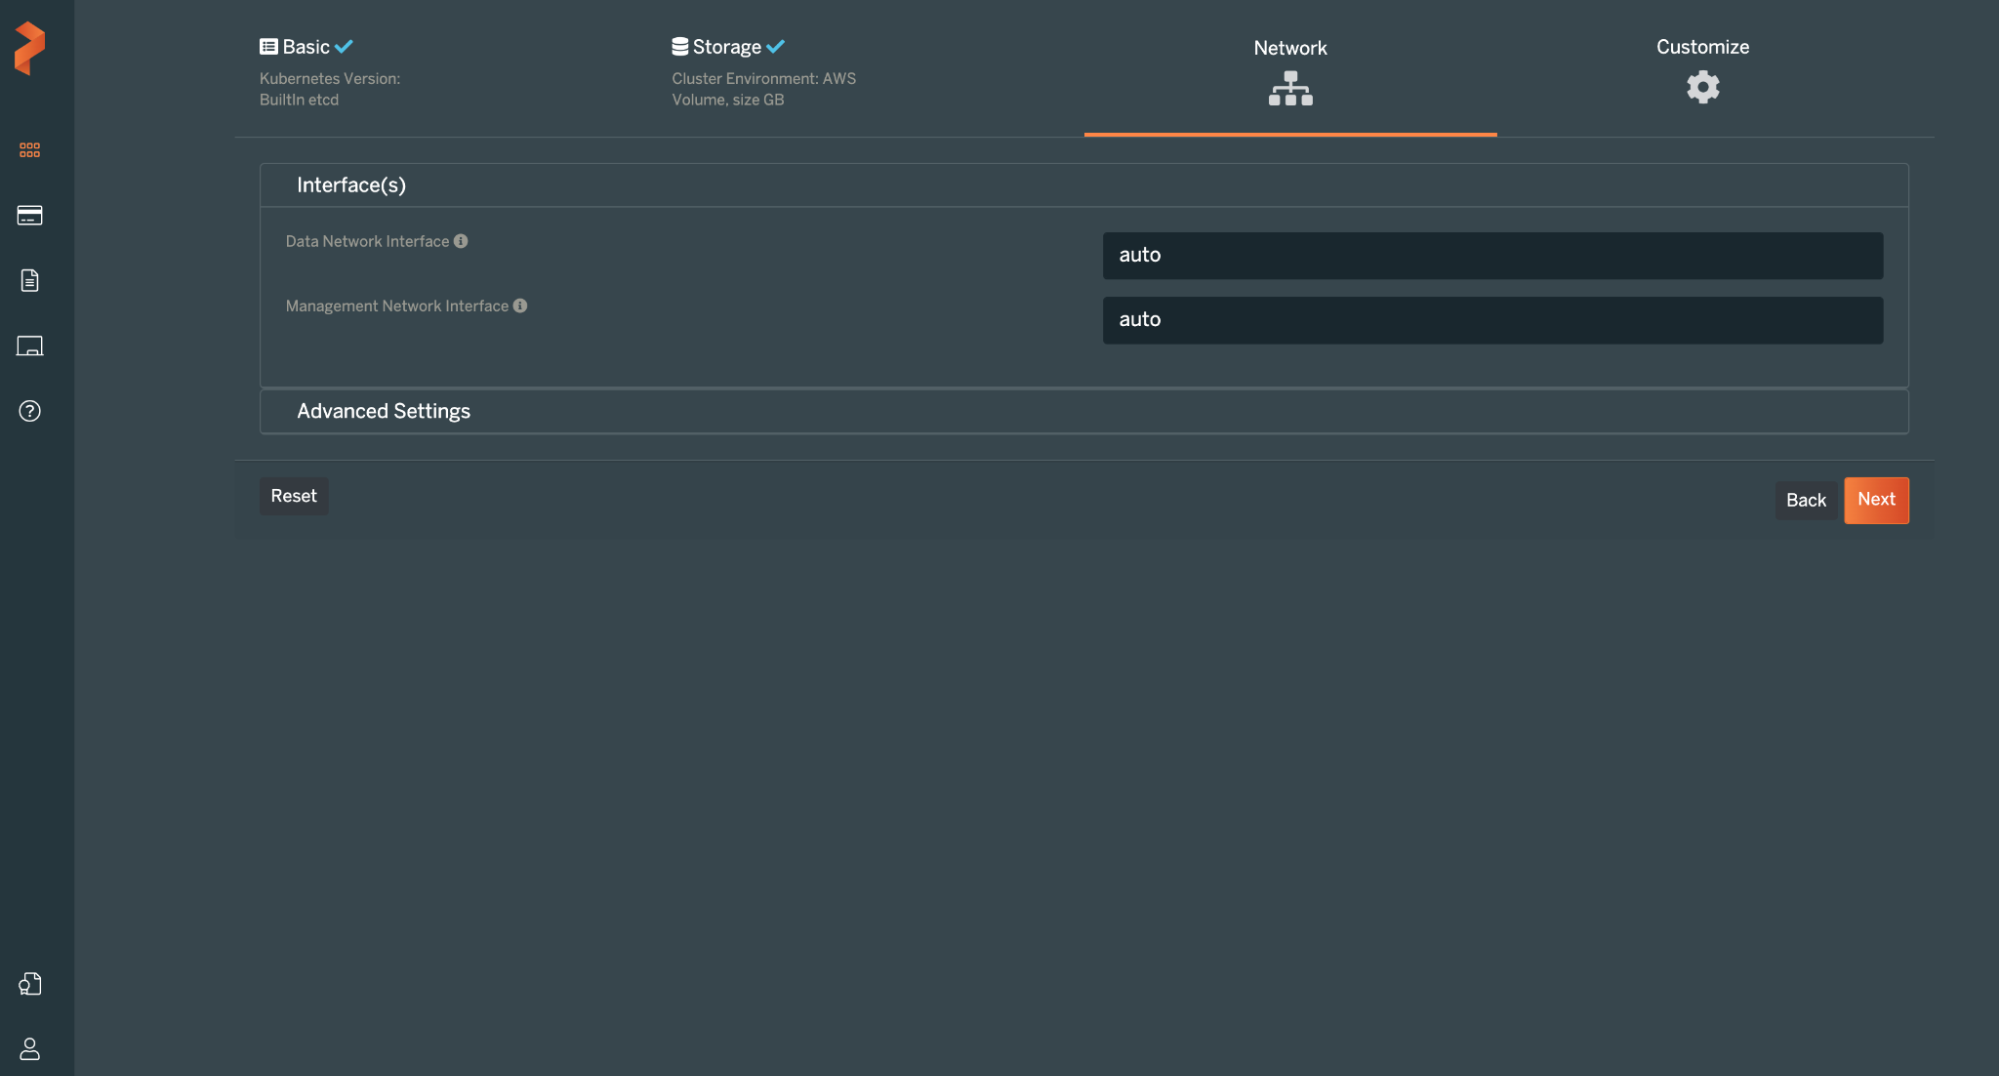 Basic
Kubernetes Version:
BuiltIn etcd
Storage
Cluster Environment: AWS
Volume, size GB
Network
Customize
Interface(s)
Data Network Interface
auto
Management Network Interface
auto
Advanced Settings
Reset
Back
Next